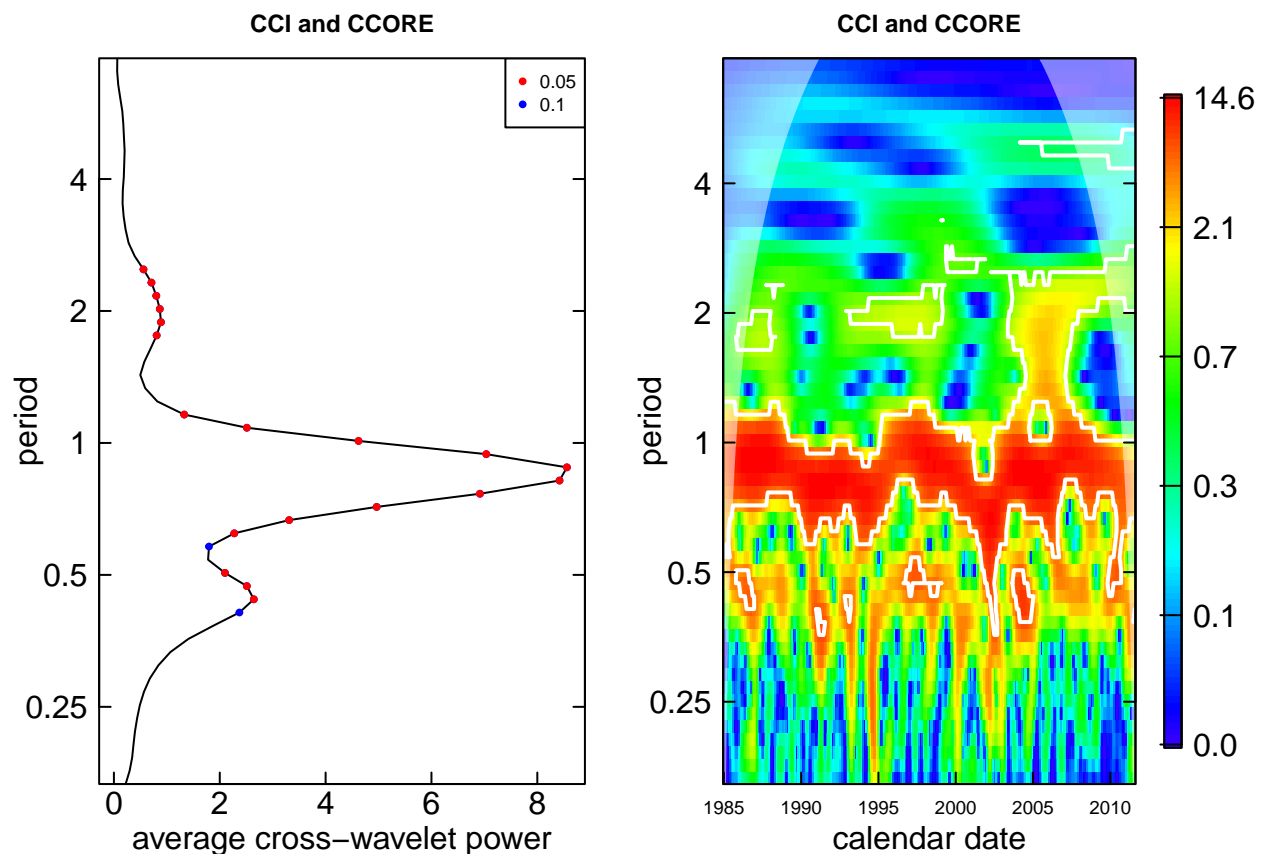 CCI and CCORE
0.05
0.1
4
2
1
0.5
0.25
period
0 2 4 6 8
average cross−wavelet power
CCI and CCORE
4
2
1
0.5
0.25
period
1985 1990 1995 2000 2005 2010
calendar date
14.6
2.1
0.7
0.3
0.1
0.0